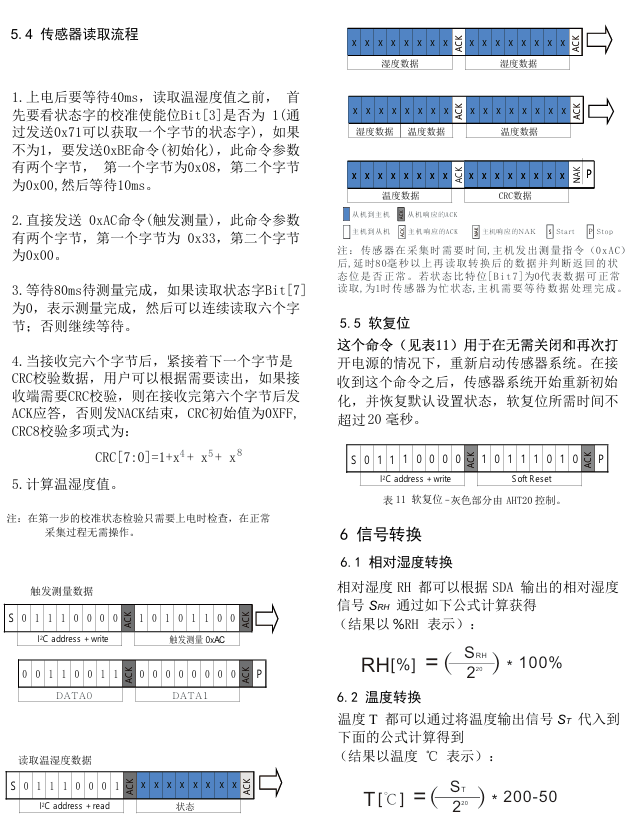 5.4 传感器读取流程
1.上电后要等待40ms，读取温湿度值之前， 首
先要看状态字的校准使能位Bit[3]是否为 1(通
过发送0x71可以获取一个字节的状态字)，如果
不为1，要发送0xBE命令(初始化)，此命令参数
有两个字节， 第一个字节为0x08，第二个字节
为0x00,然后等待10ms。
2.直接发送 0xAC命令(触发测量)，此命令参数
有两个字节，第一个字节为 0x33，第二个字节
为0x00。
3.等待80ms待测量完成，如果读取状态字Bit[7]
为0，表示测量完成，然后可以连续读取六个字
节；否则继续等待。
4.当接收完六个字节后，紧接着下一个字节是
CRC校验数据，用户可以根据需要读出，如果接
收端需要CRC校验，则在接收完第六个字节后发
ACK应答，否则发NACK结束，CRC初始值为0XFF,
CRC8校验多项式为：
CRC[7:0]=1+x⁴+ x⁵+ x⁸
5.计算温湿度值。
注：在第一步的校准状态检验只需要上电时检查，在正常
采集过程无需操作。
触发测量数据
S 0 1 1 1 0 0 0 0 ACK 1 0 1 0 1 1 0 0 ACK
I²C address + write 触发测量 0xAC
0 0 1 1 0 0 1 1 ACK 0 0 0 0 0 0 0 0 ACK P
DATA0 DATA1
读取温湿度数据
S 0 1 1 1 0 0 0 1 ACK x x x x x x x x ACK
I²C address + read 状态
x x x x x x x x ACK x x x x x x x x ACK
湿度数据 湿度数据
x x x x x x x x ACK x x x x x x x x ACK
湿度数据 温度数据 温度数据
x x x x x x x x ACK x x x x x x x x NAK P
温度数据 CRC数据
从机到主机 ACK 从机响应的ACK
主机到从机 ACK 主机响应的ACK NAK 主机响应的NAK S Start P Stop
注：传感器在采集时需要时间,主机发出测量指令（0xAC）
后,延时80毫秒以上再读取转换后的数据并判断返回的状
态位是否正常。若状态比特位[Bit7]为0代表数据可正常
读取,为1时传感器为忙状态,主机需要等待数据处理完成。
5.5 软复位
这个命令（见表11）用于在无需关闭和再次打
开电源的情况下，重新启动传感器系统。在接
收到这个命令之后，传感器系统开始重新初始
化，并恢复默认设置状态，软复位所需时间不
超过20 毫秒。
S 0 1 1 1 0 0 0 0 ACK 1 0 1 1 1 0 1 0 ACK P
I²C address + write Soft Reset
表 11 软复位 –灰色部分由 AHT20 控制。
6 信号转换
6.1 相对湿度转换
相对湿度 RH 都可以根据 SDA 输出的相对湿度
信号 SRH 通过如下公式计算获得
（结果以 %RH 表示）：
RH[%] = (SRH/2²⁰) * 100%
6.2 温度转换
温度 T 都可以通过将温度输出信号 ST 代入到
下面的公式计算得到
（结果以温度 ℃ 表示）：
T[℃] = (ST/2²⁰) * 200-50